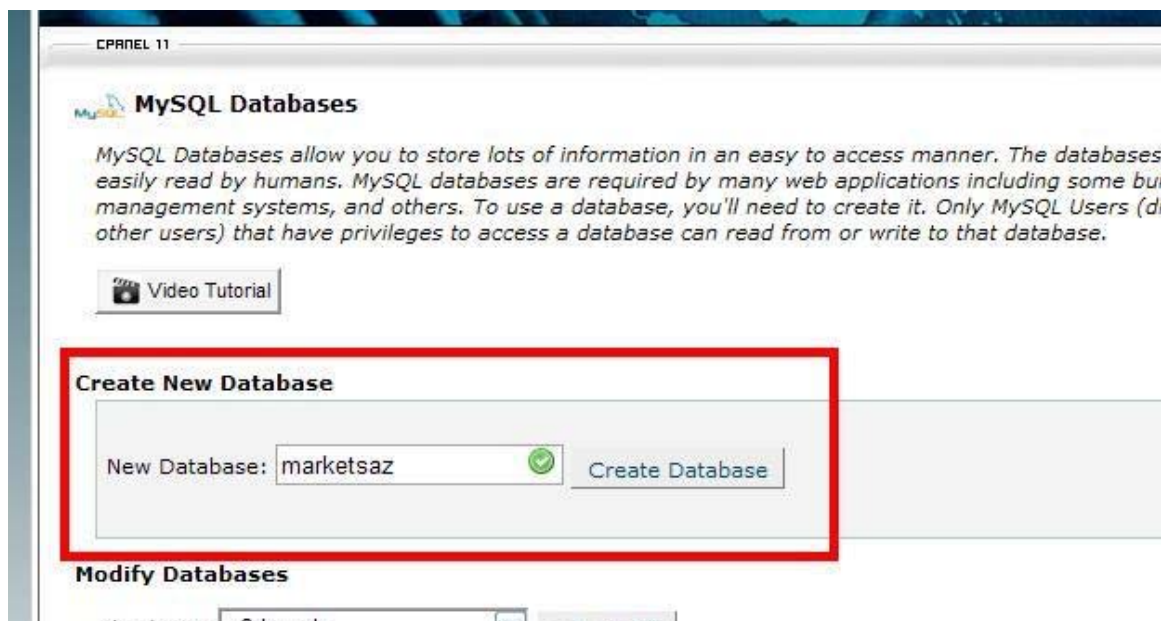 CPANEL 11
MySQL MySQL Databases
MySQL Databases allow you to store lots of information in an easy to access manner. The databases
easily read by humans. MySQL databases are required by many web applications including some
management systems, and others. To use a database, you'll need to create it. Only MySQL Users
other users) that have privileges to access a database can read from or write to that database.
Video Tutorial
Create New Database
New Database: marketsaz Create Database
Modify Databases